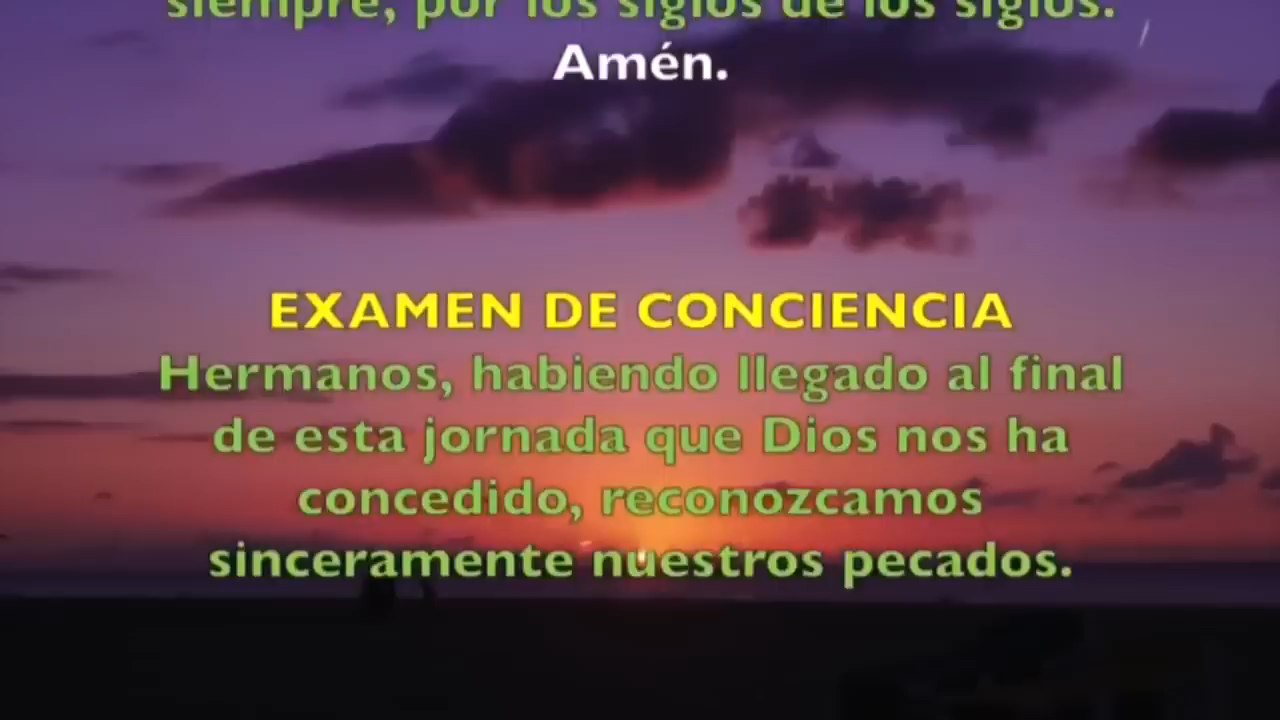 siempre, por los siglos de los siglos.
Amén.
EXAMEN DE CONCIENCIA
Hermanos, habiendo llegado al final
de esta jornada que Dios nos ha
concedido, reconozcamos
sinceramente nuestros pecados.